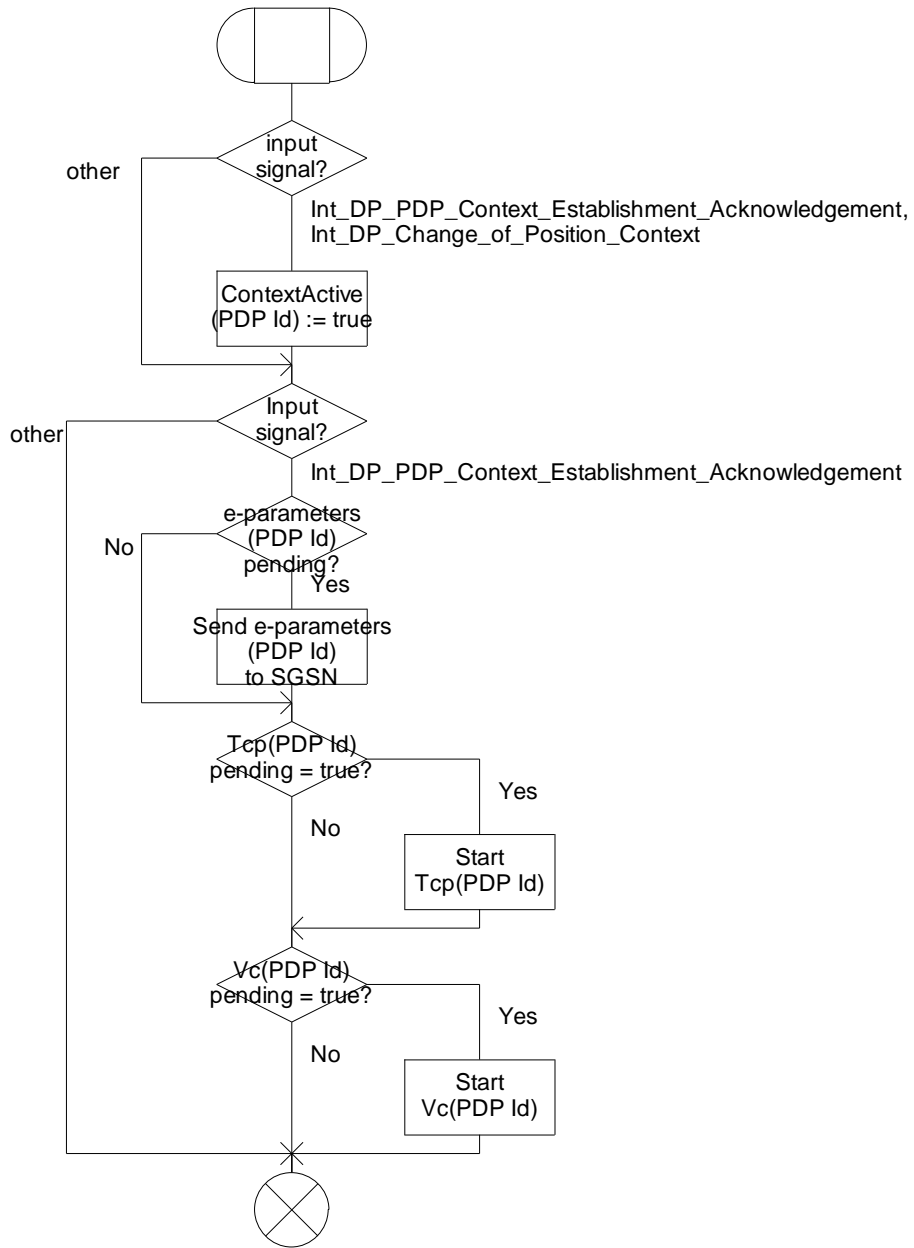 input
signal?
other
Int_DP_PDP_Context_Establishment_Acknowledgement,
Int_DP_Change_of_Position_Context
ContextActive
(PDP Id) := true
Input
signal?
other
Int_DP_PDP_Context_Establishment_Acknowledgement
e-parameters
(PDP Id)
pending?
No
Yes
Send e-parameters
(PDP Id)
to SGSN
Tcp(PDP Id)
pending = true?
Yes
No
Start
Tcp(PDP Id)
Vc(PDP Id)
pending = true?
Yes
No
Start
Vc(PDP Id)